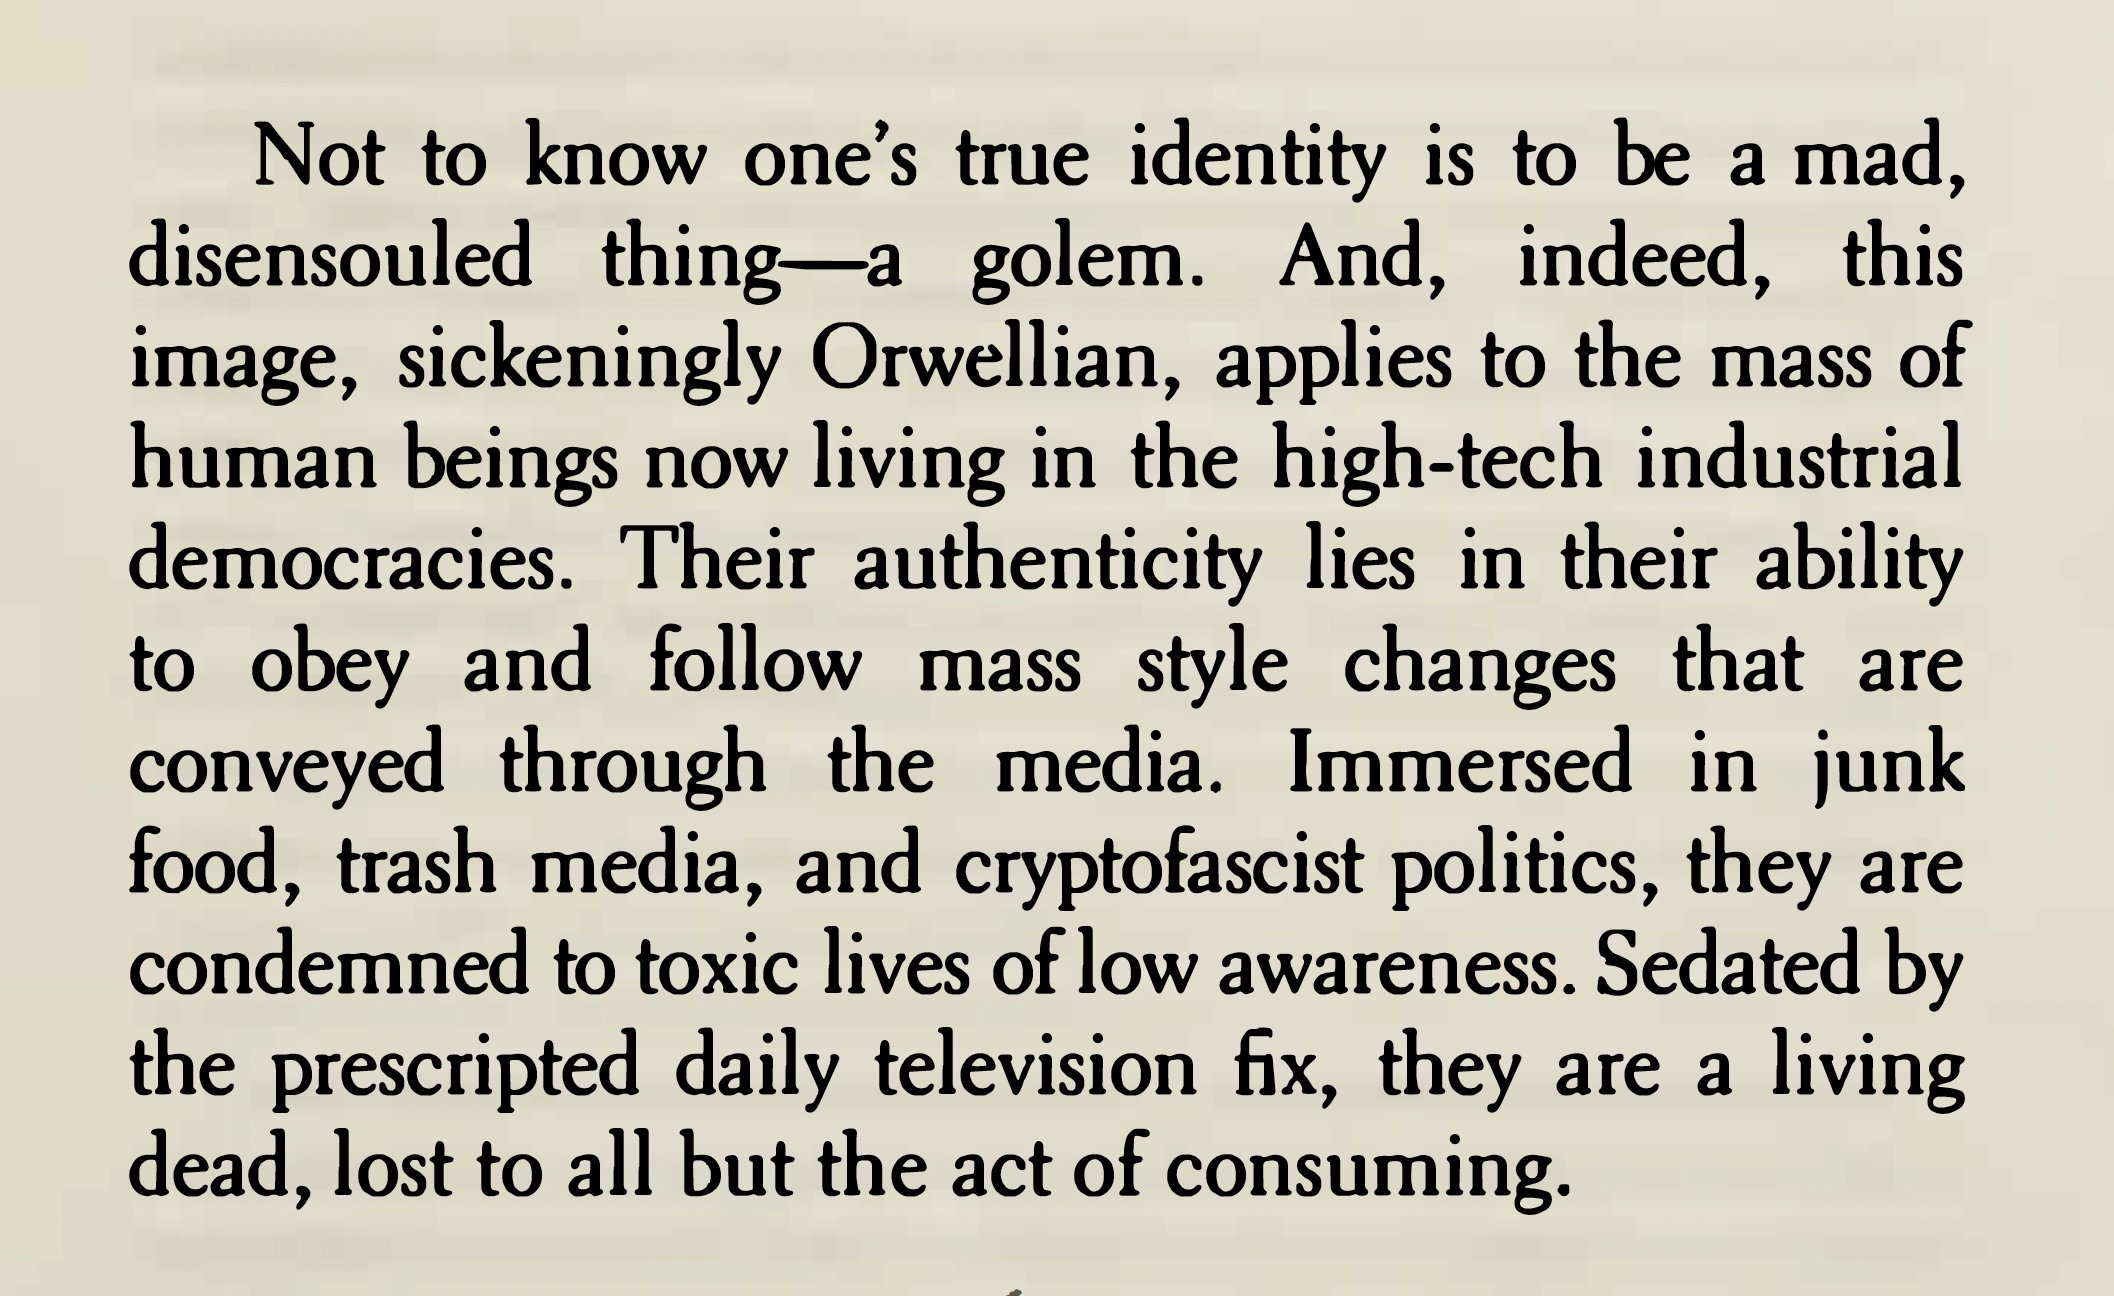 Not to know one’s true identity is to be a mad,
disensouled thing—a golem. And, indeed, this
image, sickeningly Orwellian, applies to the mass of
human beings now living in the high-tech industrial
democracies. Their authenticity lies in their ability
to obey and follow mass style changes that are
conveyed through the media. Immersed in junk
food, trash media, and cryptofascist politics, they are
condemned to toxic lives of low awareness. Sedated by
the prescripted daily television fix, they are a living
dead, lost to all but the act of consuming.